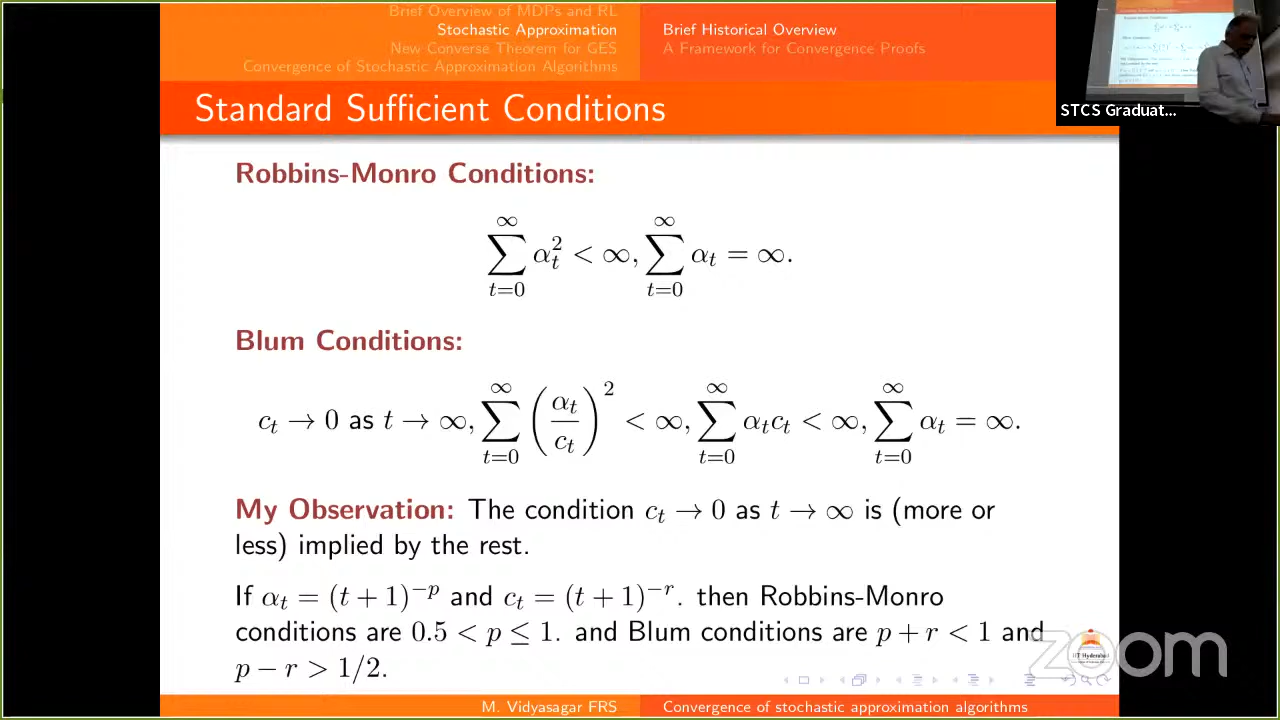 Brief Overview of MDPs and RL
Stochastic Approximation
New Converse Theorem for GES
Convergence of Stochastic Approximation Algorithms
Brief Historical Overview
A Framework for Convergence Proofs
STCS Graduat...
Standard Sufficient Conditions
Robbins-Monro Conditions:
∑_{t=0}^{∞} α_t^2 < ∞, ∑_{t=0}^{∞} α_t = ∞.
Blum Conditions:
c_t → 0 as t → ∞, ∑_{t=0}^{∞} (α_t/c_t)^2 < ∞, ∑_{t=0}^{∞} α_t c_t < ∞, ∑_{t=0}^{∞} α_t = ∞.
My Observation: The condition c_t → 0 as t → ∞ is (more or
less) implied by the rest.
If α_t = (t + 1)^{−p} and c_t = (t + 1)^{−r}. then Robbins-Monro
conditions are 0.5 < p ≤ 1. and Blum conditions are p + r < 1 and
p − r > 1/2.
zoom
IIT Hyderabad
M. Vidyasagar FRS
Convergence of stochastic approximation algorithms